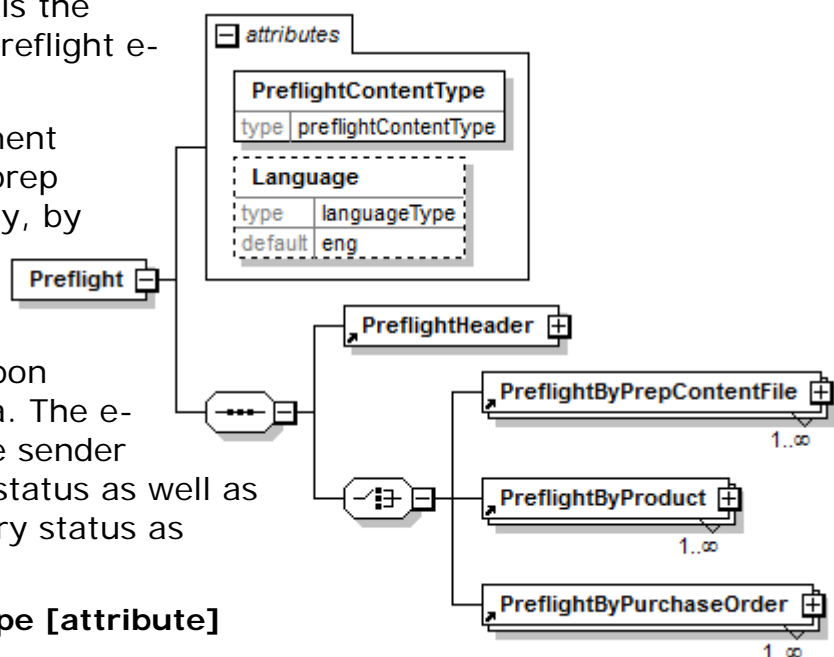 is the
reflight e-
ment
prep
y, by
pon
a. The e-
e sender
status as well as
ry status as
pe [attribute]
attributes
PreflightContentType
type preflightContentType
Language
type languageType
default eng
Preflight
PreflightHeader
PreflightByPrepContentFile
1..∞
PreflightByProduct
1..∞
PreflightByPurchaseOrder
1..∞